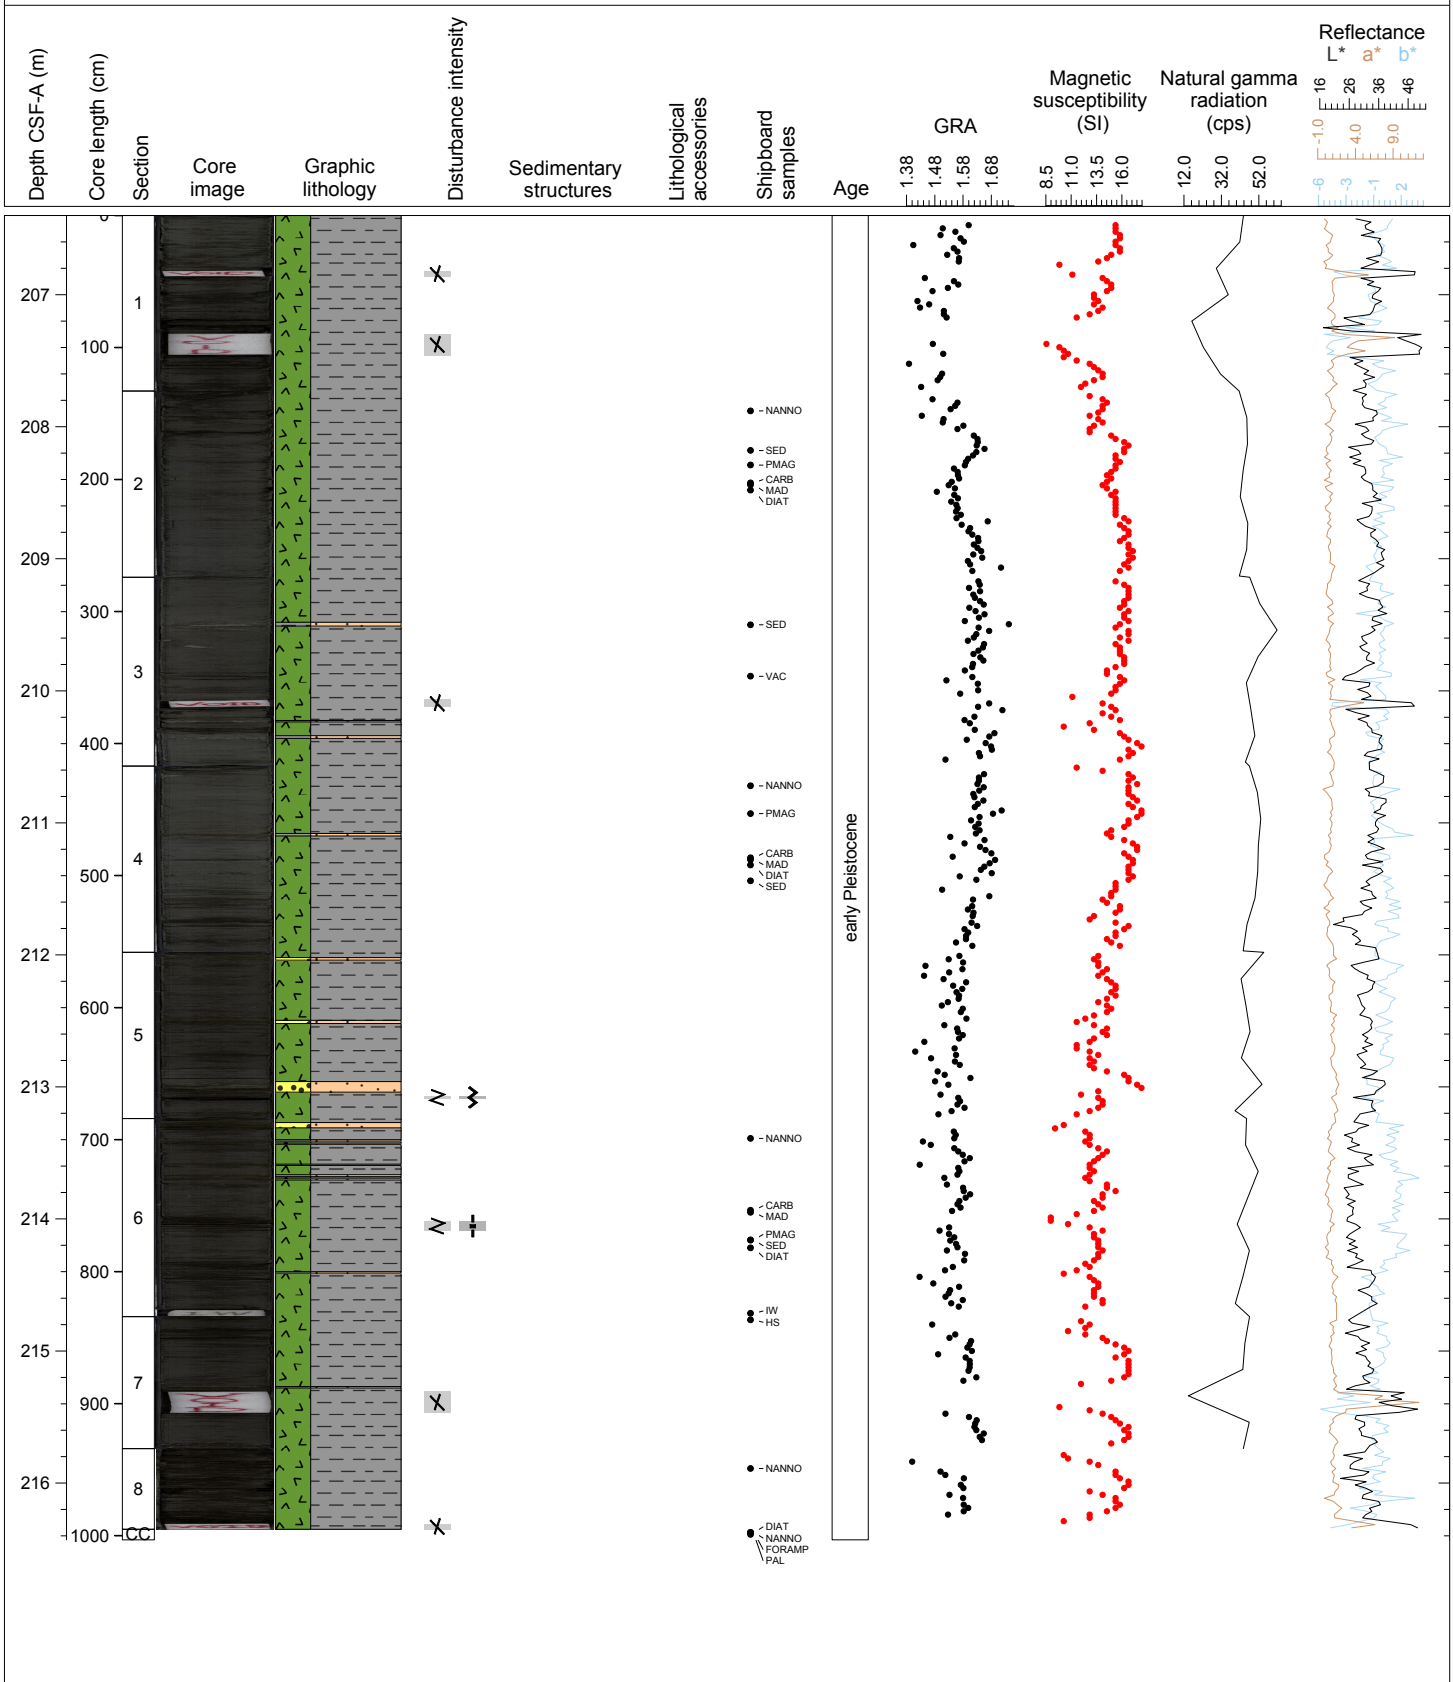 Depth CSF-A (m)
Core length (cm)
Section
Core
image
Graphic
lithology
Disturbance intensity
Sedimentary
structures
Lithological
accessories
Shipboard
samples
Age
GRA
1.38 1.48 1.58 1.68
Magnetic
susceptibility
(SI)
8.5 11.0 13.5 16.0
Natural gamma
radiation
(cps)
12.0 32.0 52.0
Reflectance
L* a* b*
16 26 36 46
-1.0 4.0 9.0
-6 -3 -1 2
207
208
209
210
211
212
213
214
215
216
0
100
200
300
400
500
600
700
800
900
1000
1
2
3
4
5
6
7
8
CC
NANNO
SED
PMAG
CARB
MAD
DIAT
SED
VAC
NANNO
PMAG
CARB
MAD
DIAT
SED
NANNO
CARB
MAD
PMAG
SED
DIAT
IW
HS
NANNO
DIAT
NANNO
FORAMP
PAL
early Pleistocene